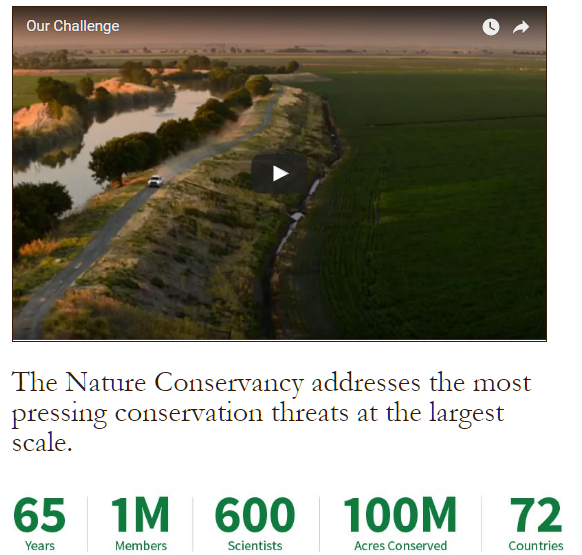 Our Challenge
The Nature Conservancy addresses the most
pressing conservation threats at the largest
scale.
65 1M 600 100M 72
Years Members Scientists Acres Conserved Countries